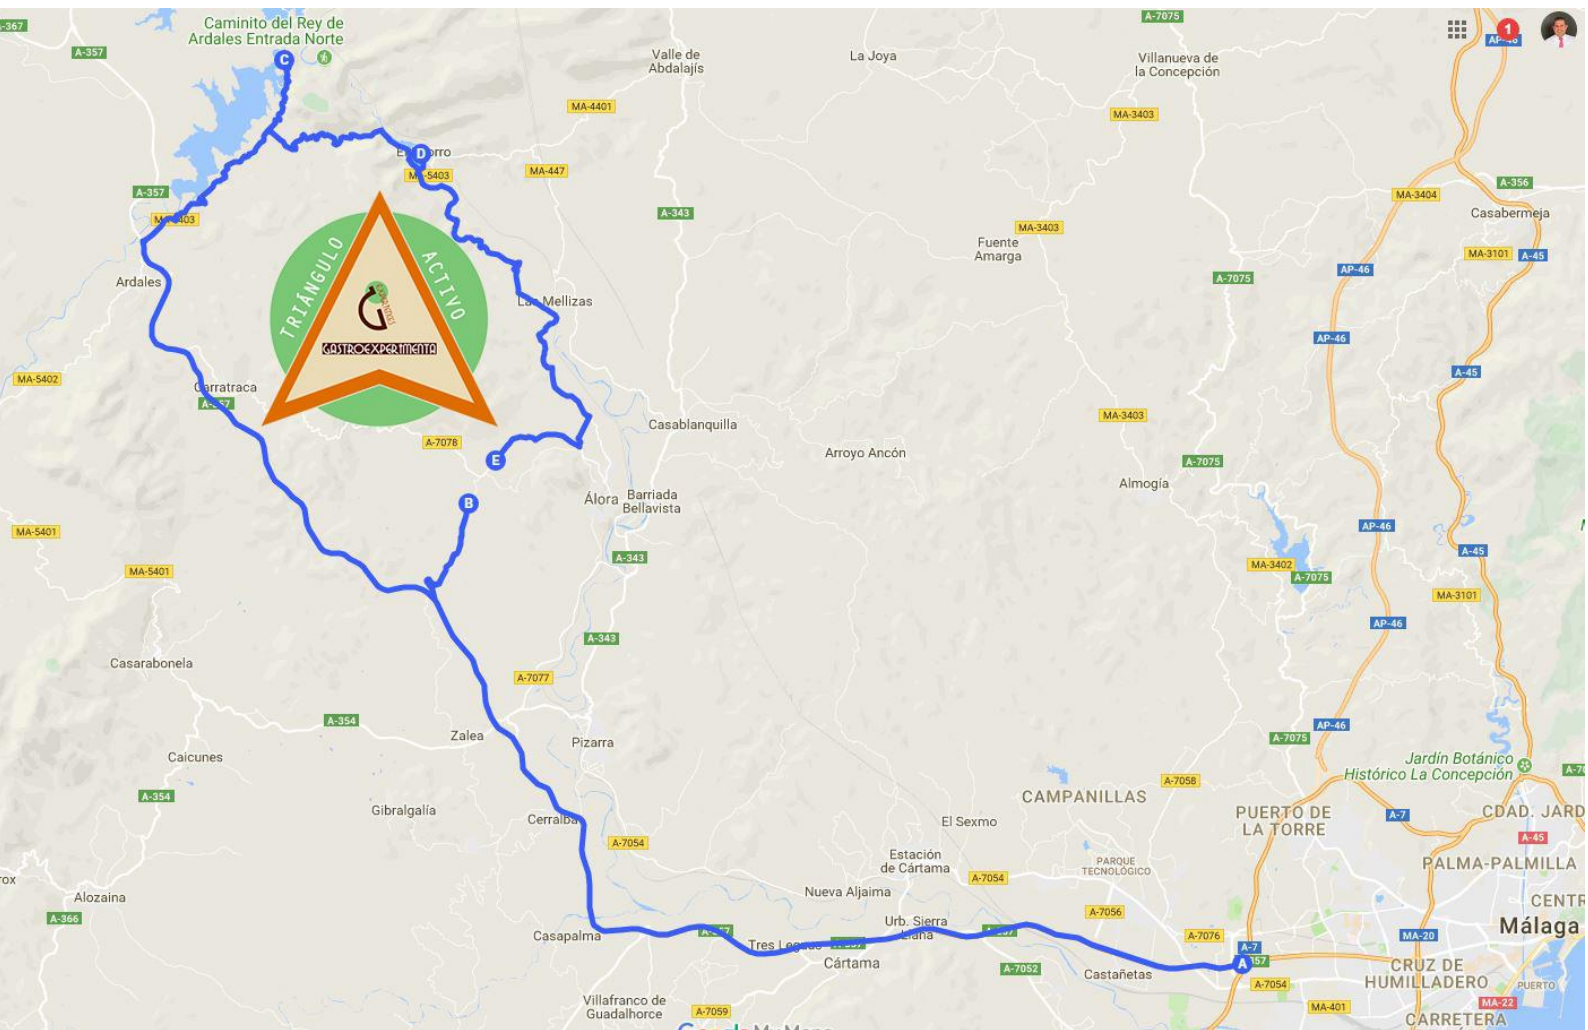 -367
Caminito del Rey de
Ardales Entrada Norte
A-7075
1
AP-46
A-357
C
Valle de
Abdalajís
La Joya
Villanueva de
la Concepción
MA-4401
MA-3403
D
MA-447
MA-5403
A-357
MA-3404
A-356
A-343
Casabermeja
MA-3403
Fuente
Amarga
MA-3101
A-45
AP-46
A-7075
Ardales
TRIÁNGULO
ACTIVO
Las Mellizas
GASTROEXPERIMENTA
AP-46
A-45
MA-5402
Carratraca
Casablanquilla
MA-3403
A-7078
Arroyo Ancón
E
A-7075
Almogía
B
Álora
Barriada
Bellavista
MA-5401
AP-46
A-343
A-45
MA-5401
MA-3402
A-7075
MA-3101
AP-46
A-343
Casarabonela
A-7077
A-354
AP-46
Zalea
Pizarra
A-7075
Caicunes
Jardín Botánico
Histórico La Concepción
A-7058
A-354
CAMPANILLAS
Gibralgalía
Cerralba
El Sexmo
PUERTO DE
LA TORRE
A-7
CDAD. JARD
A-45
A-7054
Estación
de Cártama
PARQUE
TECNOLÓGICO
PALMA-PALMILLA
A-7054
rox
Alozaina
Nueva Aljaima
CENTR
A-366
A-7056
Urb. Sierra
Málaga
Casapalma
A-7076
MA-20
A-7
Tres Leguas
Cártama
A
A-7052
Castañetas
CRUZ DE
HUMILLADERO
A-7054
PUERTO
Villafranco de
Guadalhorce
A-7059
MA-401
MA-22
CARRETERA